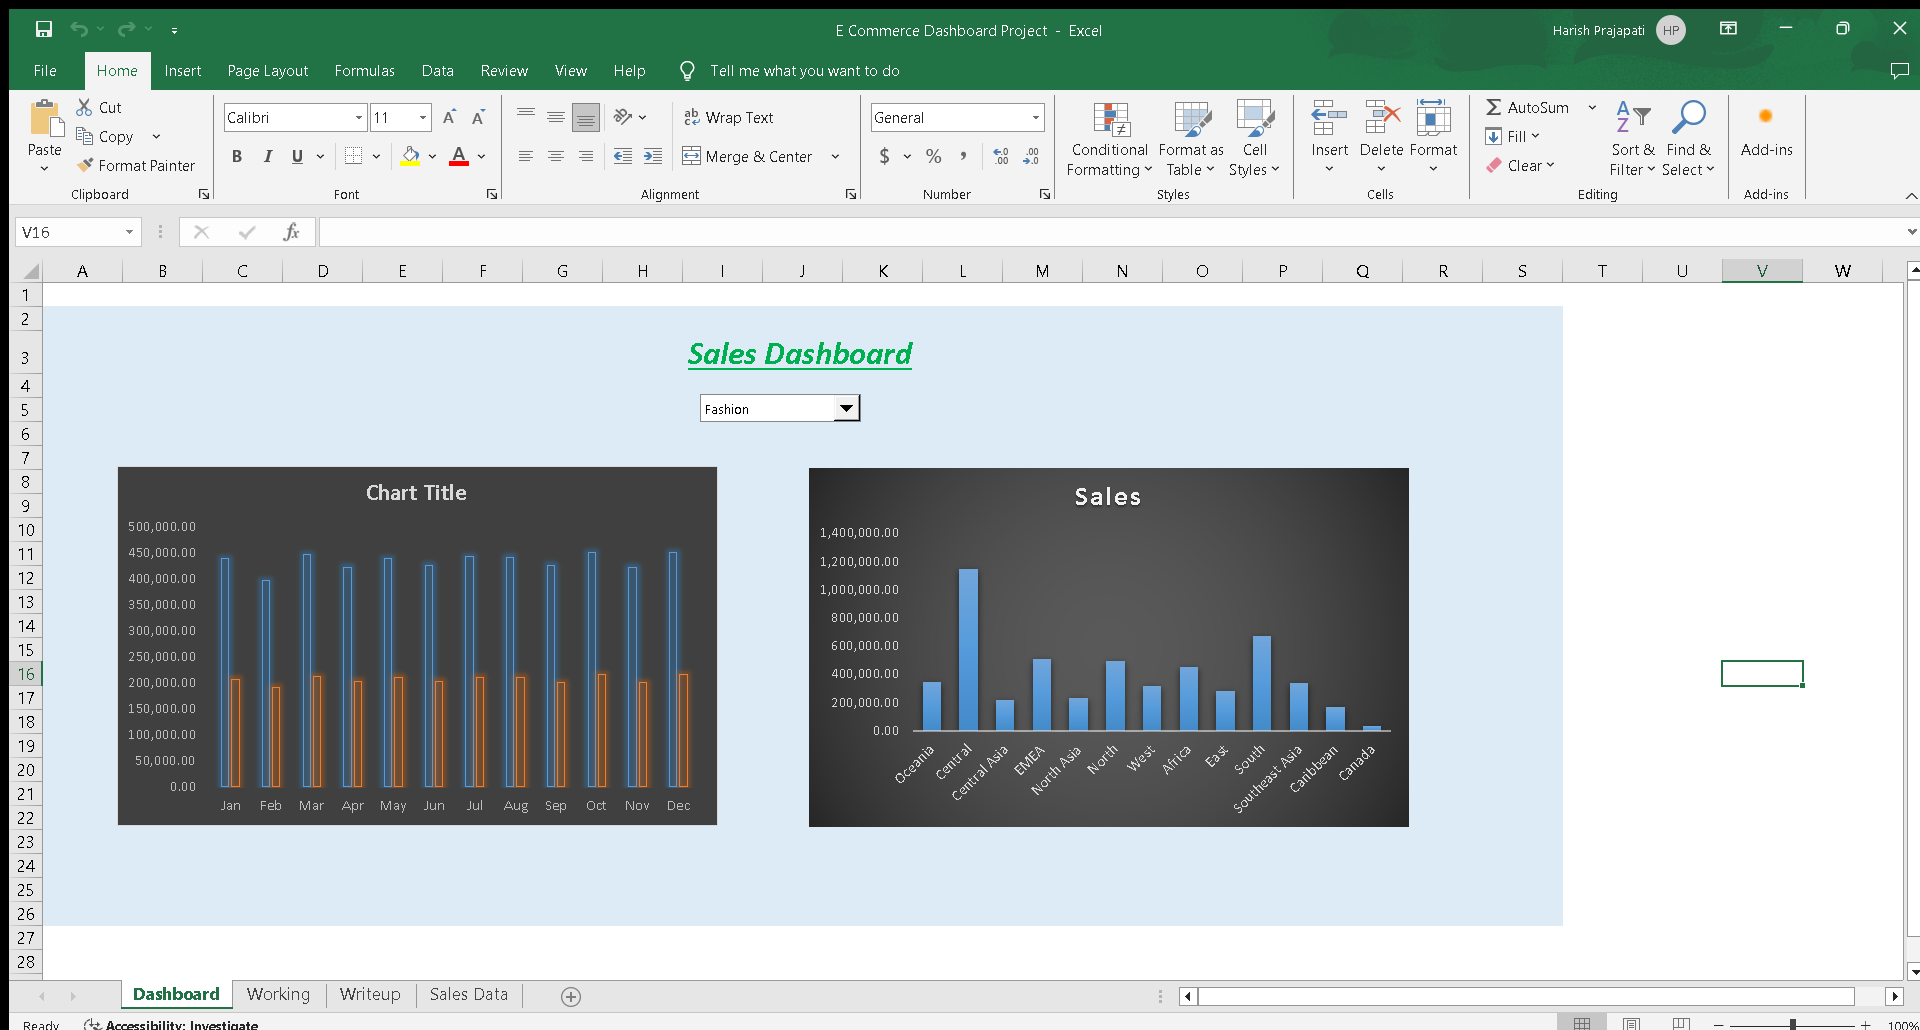 E Commerce Dashboard Project - Excel
Harish Prajapati HP
File Home Insert Page Layout Formulas Data Review View Help Tell me what you want to do
Paste
Cut
Copy
Format Painter
Clipboard
Calibri 11
B I U
Font
Wrap Text
Merge & Center
Alignment
General
$ % ,
Number
Conditional Formatting
Format as Table
Cell Styles
Styles
Insert Delete Format
Cells
AutoSum
Fill
Clear
Sort & Filter
Find & Select
Editing
Add-ins
Add-ins
V16
fx
A B C D E F G H I J K L M N O P Q R S T U V W
1
2
3
4
5
6
7
8
9
10
11
12
13
14
15
16
17
18
19
20
21
22
23
24
25
26
27
28
Sales Dashboard
Fashion
Chart Title
500,000.00
450,000.00
400,000.00
350,000.00
300,000.00
250,000.00
200,000.00
150,000.00
100,000.00
50,000.00
0.00
Jan Feb Mar Apr May Jun Jul Aug Sep Oct Nov Dec
Sales
1,400,000.00
1,200,000.00
1,000,000.00
800,000.00
600,000.00
400,000.00
200,000.00
0.00
Oceania Central Central Asia EMEA North Asia North West Africa East South Southeast Asia Caribbean Canada
Dashboard Working Writeup Sales Data
Ready Accessibility: Investigate 100%